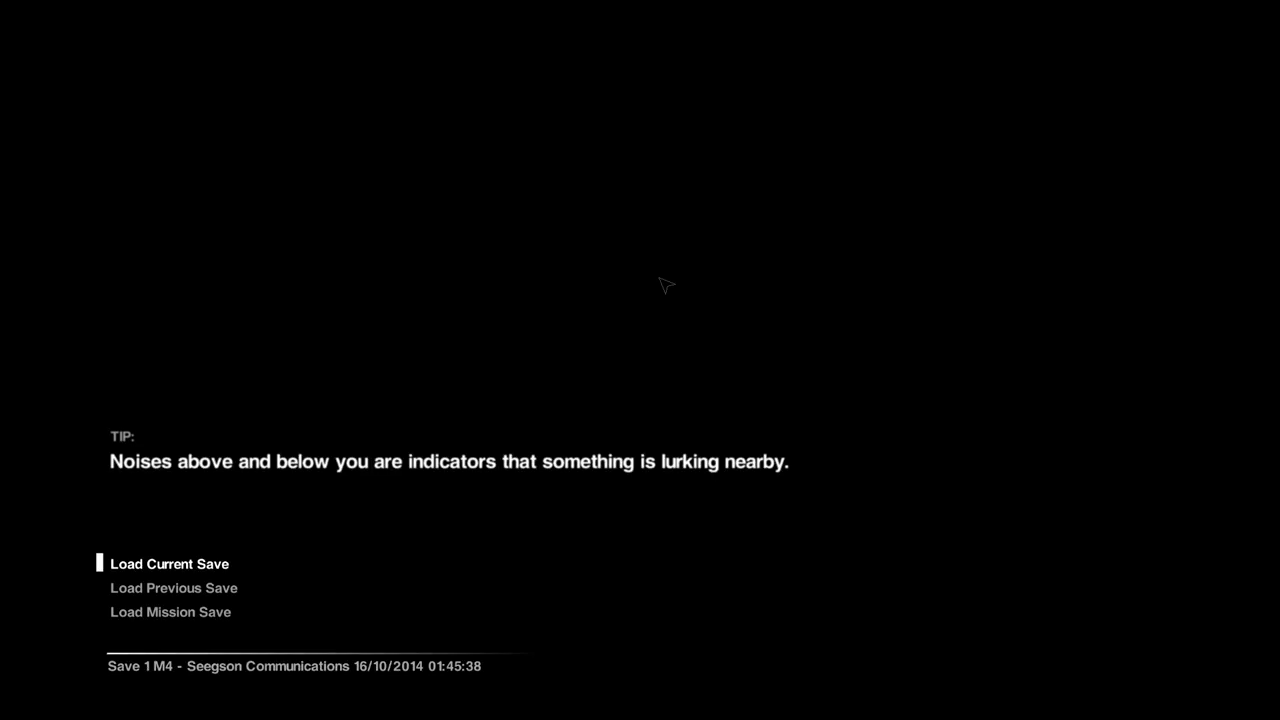 TIP:
Noises above and below you are indicators that something is lurking nearby.
Load Current Save
Load Previous Save
Load Mission Save
Save 1 M4 - Seegson Communications 16/10/2014 01:45:38